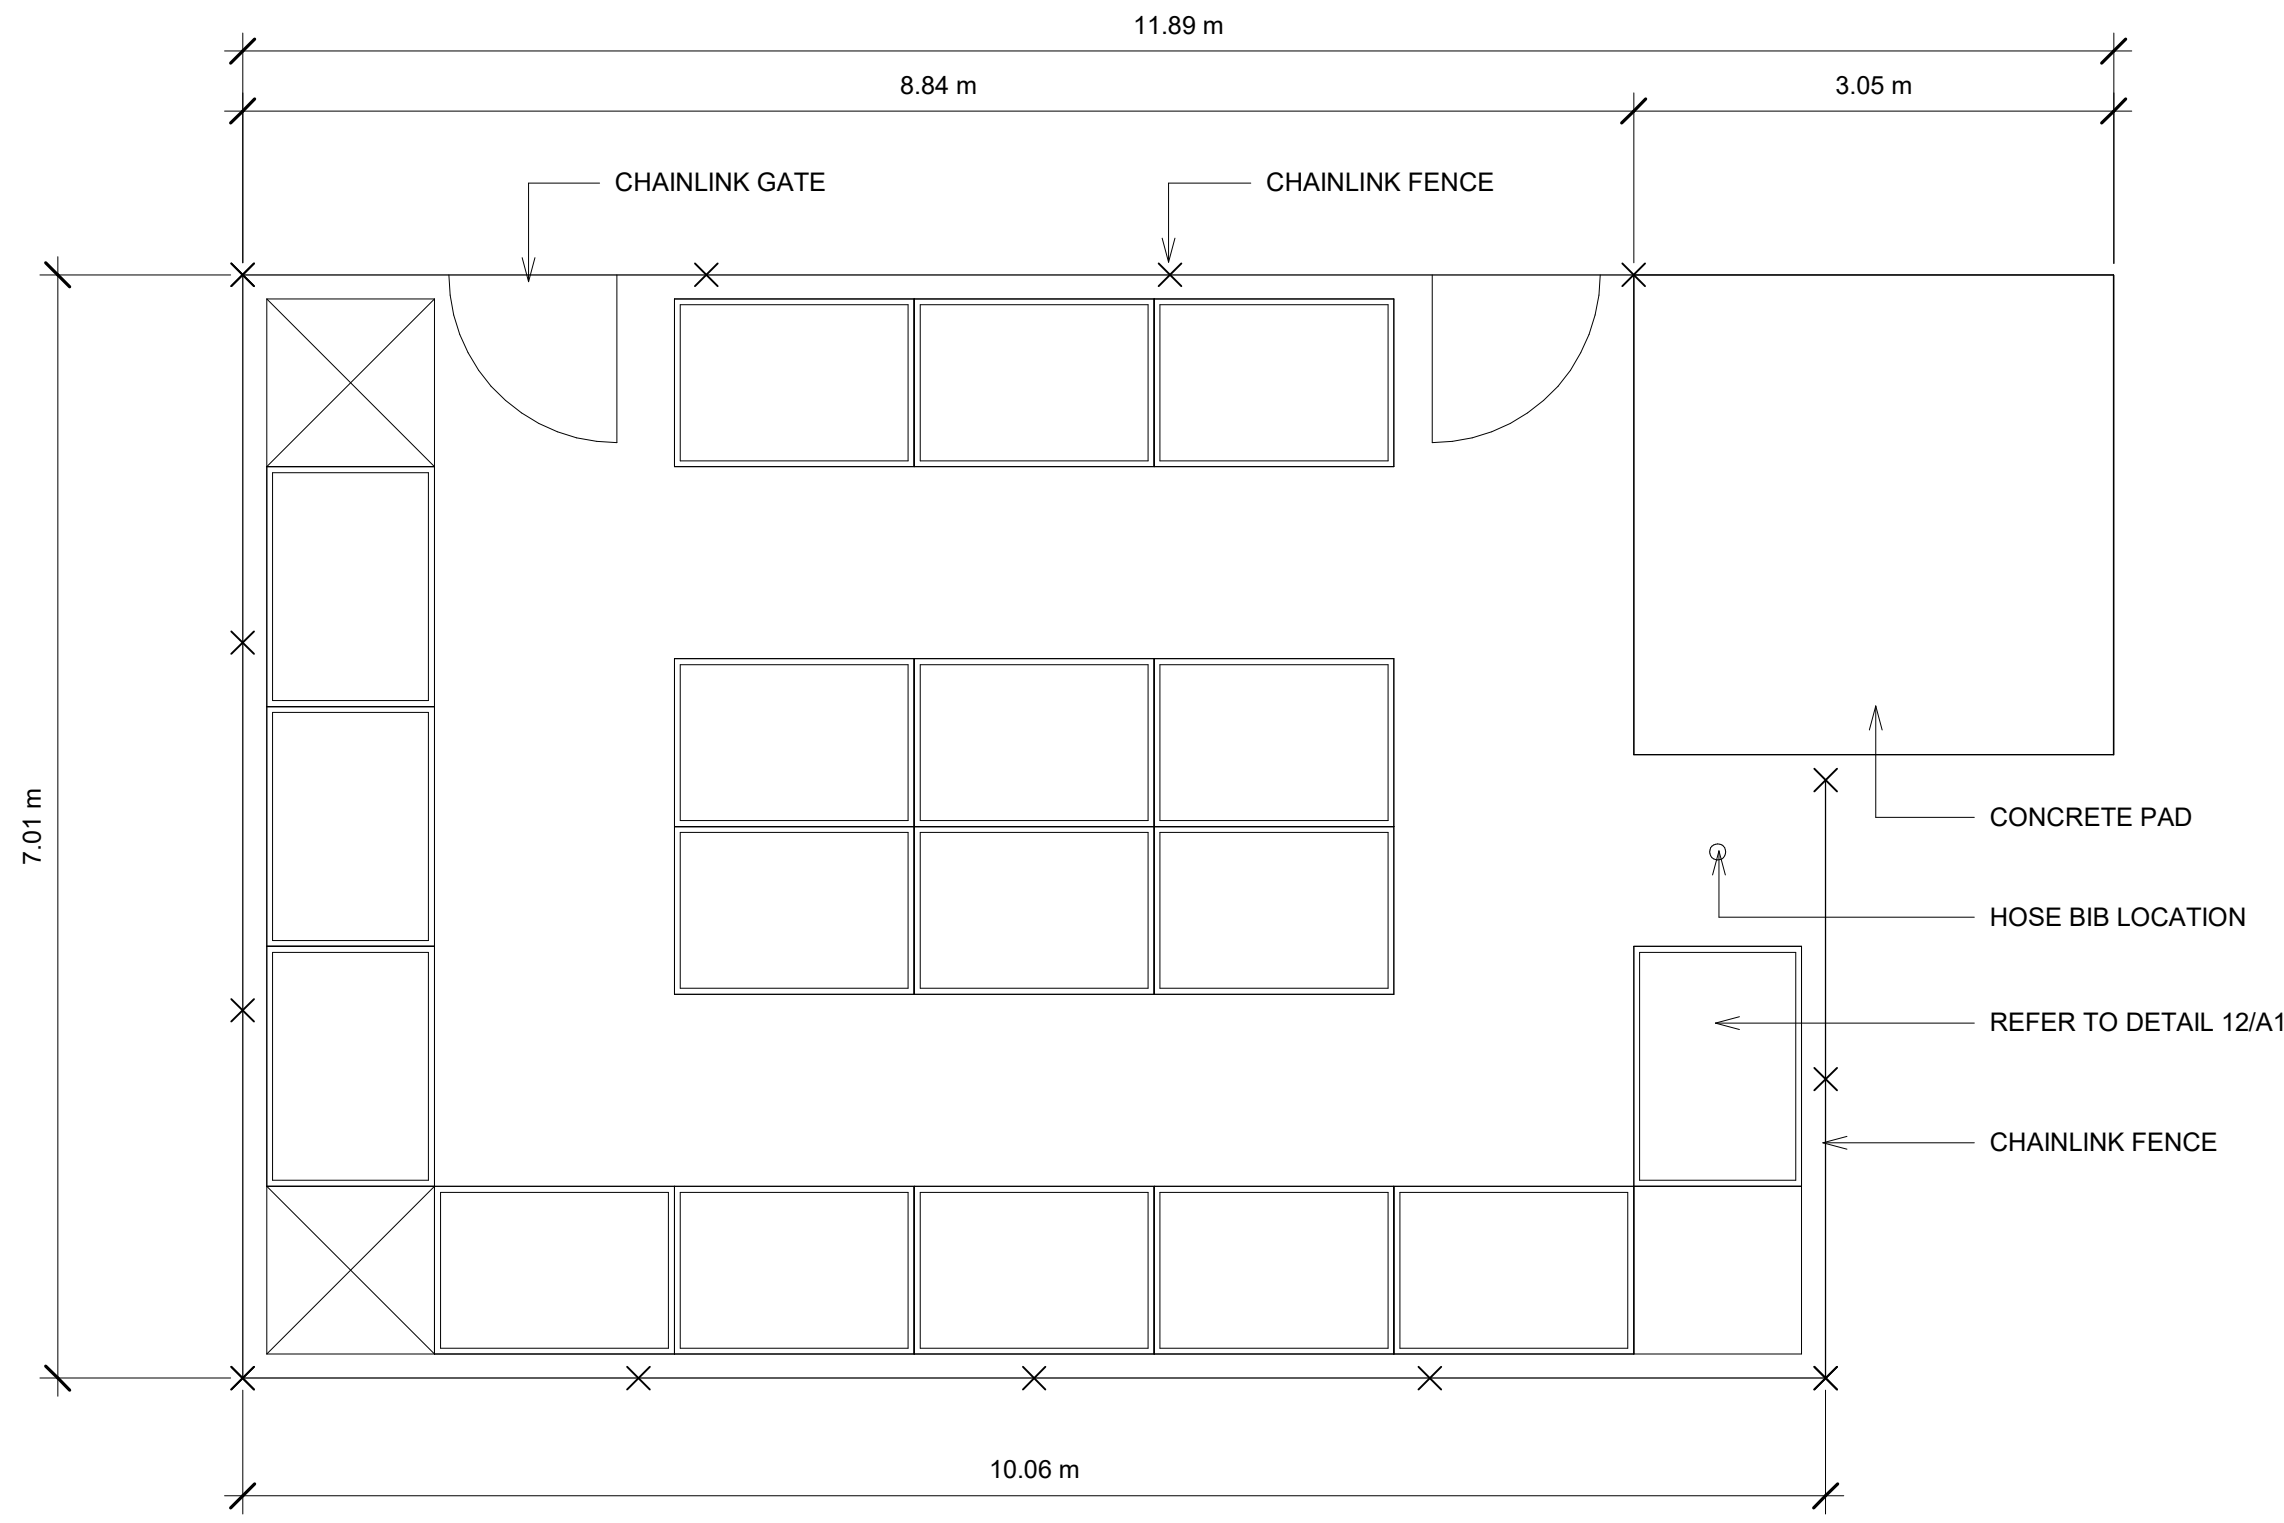 11.89 m
8.84 m
3.05 m
CHAINLINK GATE
CHAINLINK FENCE
7.01 m
CONCRETE PAD
HOSE BIB LOCATION
REFER TO DETAIL 12/A1
CHAINLINK FENCE
10.06 m